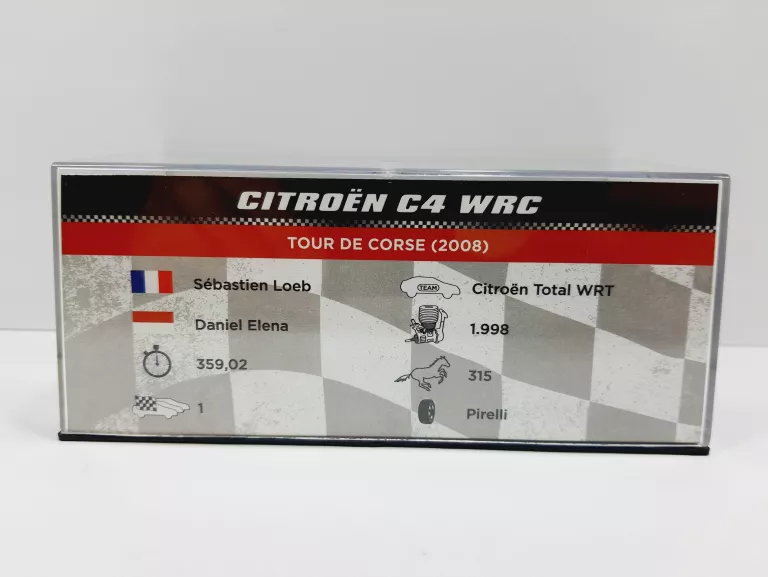 CITROËN C4 WRC
TOUR DE CORSE (2008)
Sébastien Loeb
Daniel Elena
359,02
1
TEAM
Citroën Total WRT
1.998
315
Pirelli